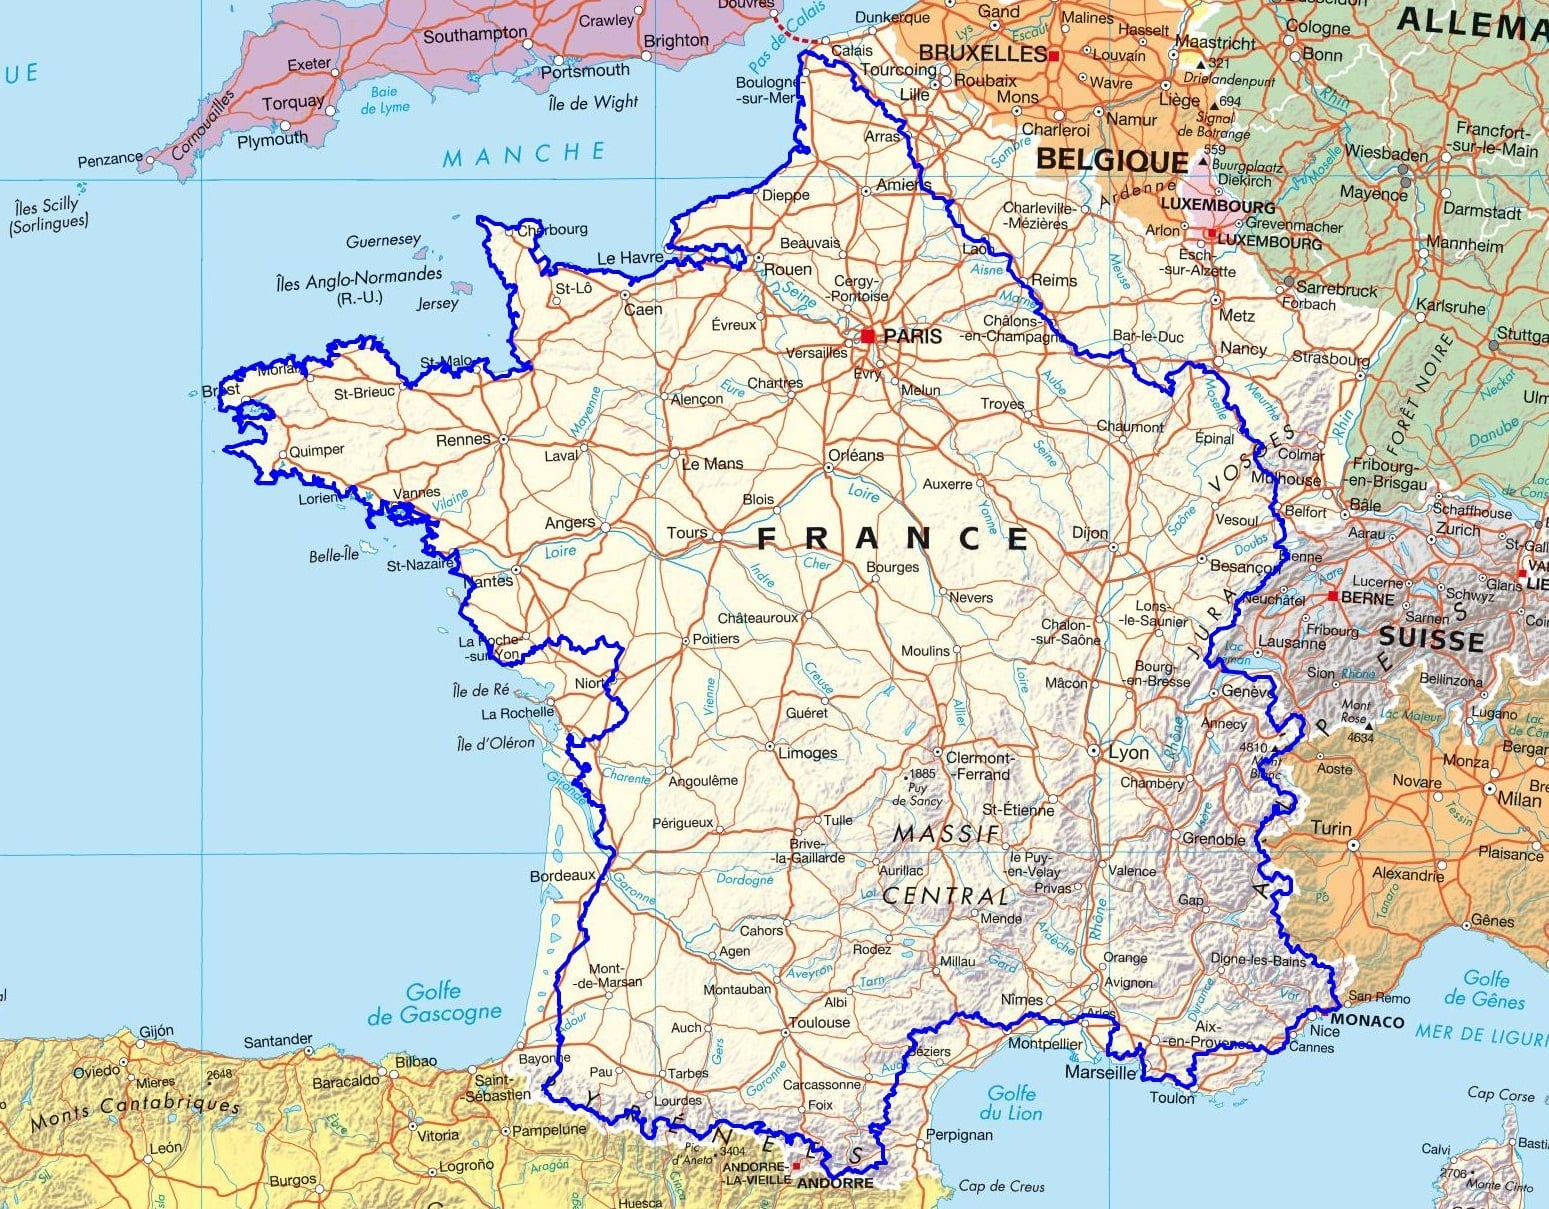 Douvres
Crawley
Southampton
Brighton
Pas de Calais
Dunkerque
Gand
Malines
Hasselt
Cologne
ALLEMA
Lys
Escaut
Calais
BRUXELLES
Louvain
Maastricht
Bonn
UE
Exeter
Portsmouth
Boulogne-
-sur-Mer
Tourcoing
Roubaix
Wavre
321
Drielandenpunt
Torquay
Baie
de Lyme
Île de Wight
Lille
Mons
Liège
694
Signal
de Botrange
Rhin
Cornouailles
Plymouth
Arras
Charleroi
Namur
Francfort-
-sur-le-Main
Penzance
MANCHE
Sambre
BELGIQUE
559
Buurgplaatz
Moselle
Wiesbaden
Îles Scilly
(Sorlingues)
Dieppe
Amiens
Ardenne
Diekirch
Mayence
Charleville-
-Mézières
LUXEMBOURG
Darmstadt
Guernesey
Cherbourg
Arlon
Grevenmacher
LUXEMBOURG
Mannheim
Îles Anglo-Normandes
(R.-U.)
Le Havre
Beauvais
Laon
Aisne
Meuse
Esch-
-sur-Alzette
Jersey
St-Lô
Rouen
Seine
Cergy-
-Pontoise
Reims
Sarrebruck
Forbach
Karlsruhe
Caen
Évreux
Marne
Metz
PARIS
Châlons-
-en-Champagne
Bar-le-Duc
Stuttga
Versailles
Nancy
Strasbourg
St-Malo
Morlaix
Evry
Melun
Brest
St-Brieuc
Mayenne
Alençon
Eure
Chartres
Troyes
Aube
Moselle
Meurthe
Rhin
FORÊT NOIRE
Neckar
Ulm
Rennes
Laval
Le Mans
Orléans
Loire
Seine
Chaumont
Épinal
VOSGES
Colmar
Danube
Quimper
Auxerre
Yonne
Mulhouse
Fribourg-
-en-Brisgau
Lorient
Vannes
Vilaine
Blois
Saône
Belfort
Bâle
Schaffhouse
Belle-Île
Angers
Tours
FRANCE
Dijon
Vesoul
Aarau
Zurich
St-Gall
St-Nazaire
Loire
Cher
Doubs
Bienne
Nantes
Indre
Bourges
Besançon
Aare
Lucerne
Glaris
LIE
Nevers
Neuchâtel
BERNE
Schwyz
Châteauroux
Chalon-
-sur-Saône
Lons-
-le-Saunier
JURA
Sarnen
Fribourg
La Roche-
-sur-Yon
Poitiers
Moulins
Lausanne
SUISSE
Lac
Léman
Île de Ré
Niort
Vienne
Creuse
Loire
Bourg-
-en-Bresse
Mâcon
Sion
Rhône
Bellinzona
Genève
La Rochelle
Guéret
Allier
Annecy
Mont
Rose
4634
Lac Majeur
Lugano
Île d'Oléron
Limoges
Lyon
Rhône
4810
Mont
Blanc
Aoste
Monza
Charente
Angoulême
Clermont-
-Ferrand
1885
Puy
de Sancy
Chambéry
Novare
Milan
Gironde
St-Étienne
Isère
Tessin
Périgueux
Tulle
MASSIF
Grenoble
Turin
Brive-
-la-Gaillarde
le Puy-
-en-Velay
Plaisance
Bordeaux
Garonne
Dordogne
Aurillac
Privas
Valence
Alexandrie
Lot
CENTRAL
Gap
ALPES
Pô
Tanaro
Mende
Rhône
Gênes
Cahors
Ardèche
Agen
Rodez
Mont-
-de-Marsan
Aveyron
Millau
Gard
Orange
Digne-les-Bains
Golfe
de Gascogne
Montauban
Tarn
Albi
Nîmes
Avignon
Durance
Var
San Remo
Golfe
de Gênes
Adour
Auch
Toulouse
Arles
MONACO
Gijón
Santander
Gers
Aix-
-en-Provence
Nice
MER DE LIGURI
Montpellier
Cannes
Oviedo
Bilbao
Bayonne
Béziers
Mieres
2648
Baracaldo
Saint-
-Sébastien
Pau
Tarbes
Garonne
Carcassonne
Marseille
Monts Cantabriques
Lourdes
Foix
Golfe
du Lion
Toulon
Cap Corse
Èbre
Vitoria
Pampelune
PYRÉNÉES
Perpignan
León
Pic
d'Aneto
3404
Calvi
Logroño
Aragón
ANDORRE-
-LA-VIEILLE
ANDORRE
Cap de Creus
2706
Monte Cinto
Sil
Burgos
Huesca
Cinca